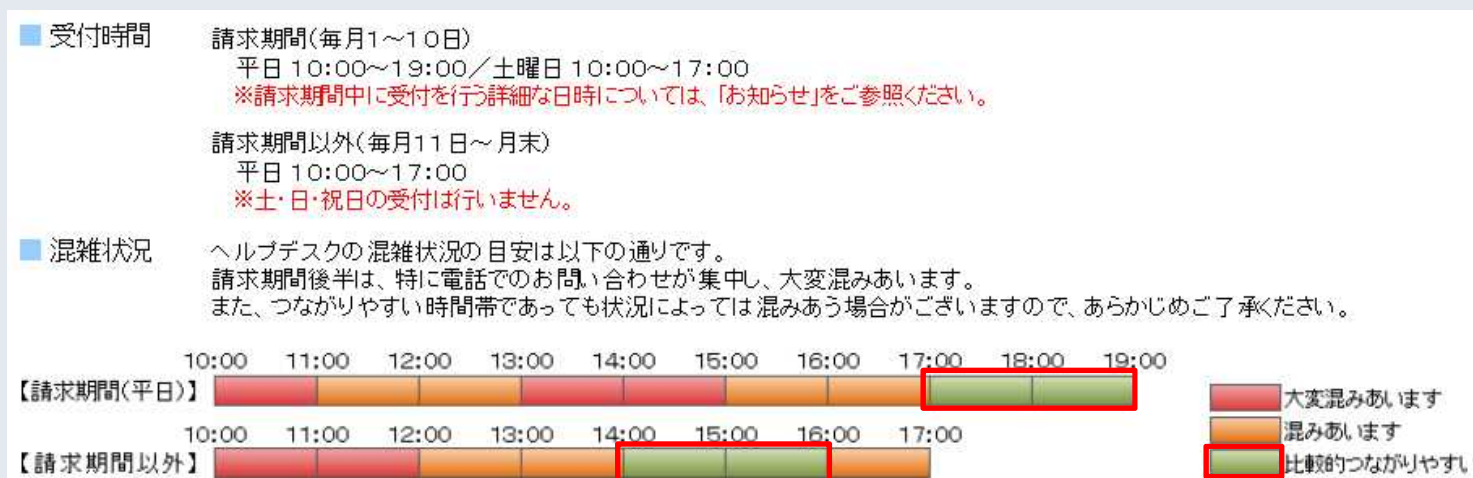 受付時間
請求期間(毎月1～10日)
平日 10:00～19:00／土曜日 10:00～17:00
※請求期間中に受付を行う詳細な日時については、「お知らせ」をご参照ください。
請求期間以外(毎月11日～月末)
平日 10:00～17:00
※土・日・祝日の受付は行いません。
混雑状況
ヘルプデスクの混雑状況の目安は以下の通りです。
請求期間後半は、特に電話でのお問い合わせが集中し、大変混みあいます。
また、つながりやすい時間帯であっても状況によっては混みあう場合がございますので、あらかじめご了承ください。
10:00 11:00 12:00 13:00 14:00 15:00 16:00 17:00 18:00 19:00
【請求期間(平日)】
大変混みあいます
10:00 11:00 12:00 13:00 14:00 15:00 16:00 17:00
混みあいます
【請求期間以外】
比較的つながりやすい